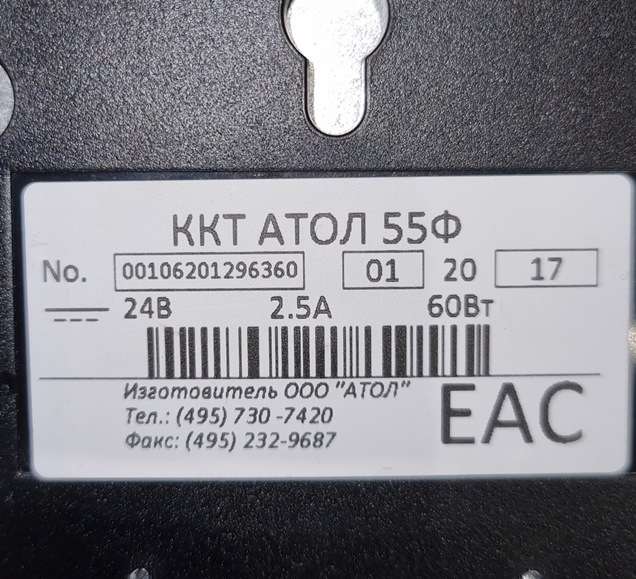 ККТ АТОЛ 55Ф
No. 00106201296360 01 20 17
24В 2.5А 60Вт
Изготовитель ООО "АТОЛ"
Тел.: (495) 730 -7420
Факс: (495) 232-9687
EAC